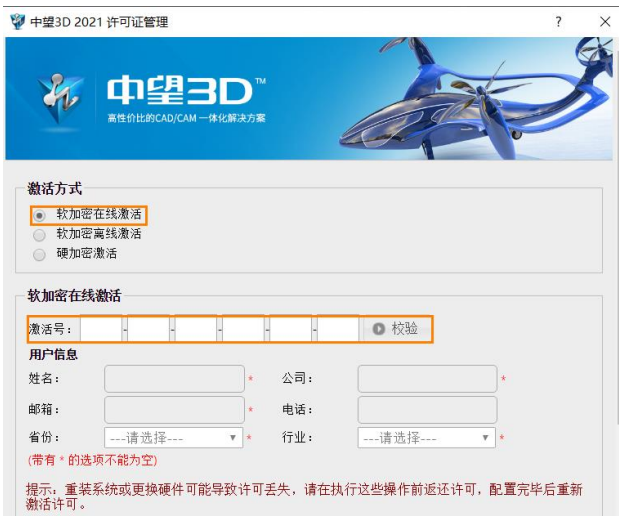 中望3D 2021 许可证管理 ? ×
中望3D™
高性价比的CAD/CAM 一体化解决方案
激活方式
软加密在线激活
软加密离线激活
硬加密激活
软加密在线激活
激活号: - - - - - 校验
用户信息
姓名: * 公司: *
邮箱: * 电话:
省份: ---请选择--- * 行业: ---请选择--- *
(带有 * 的选项不能为空)
提示: 重装系统或更换硬件可能导致许可丢失，请在执行这些操作前返还许可，配置完毕后重新
激活许可。